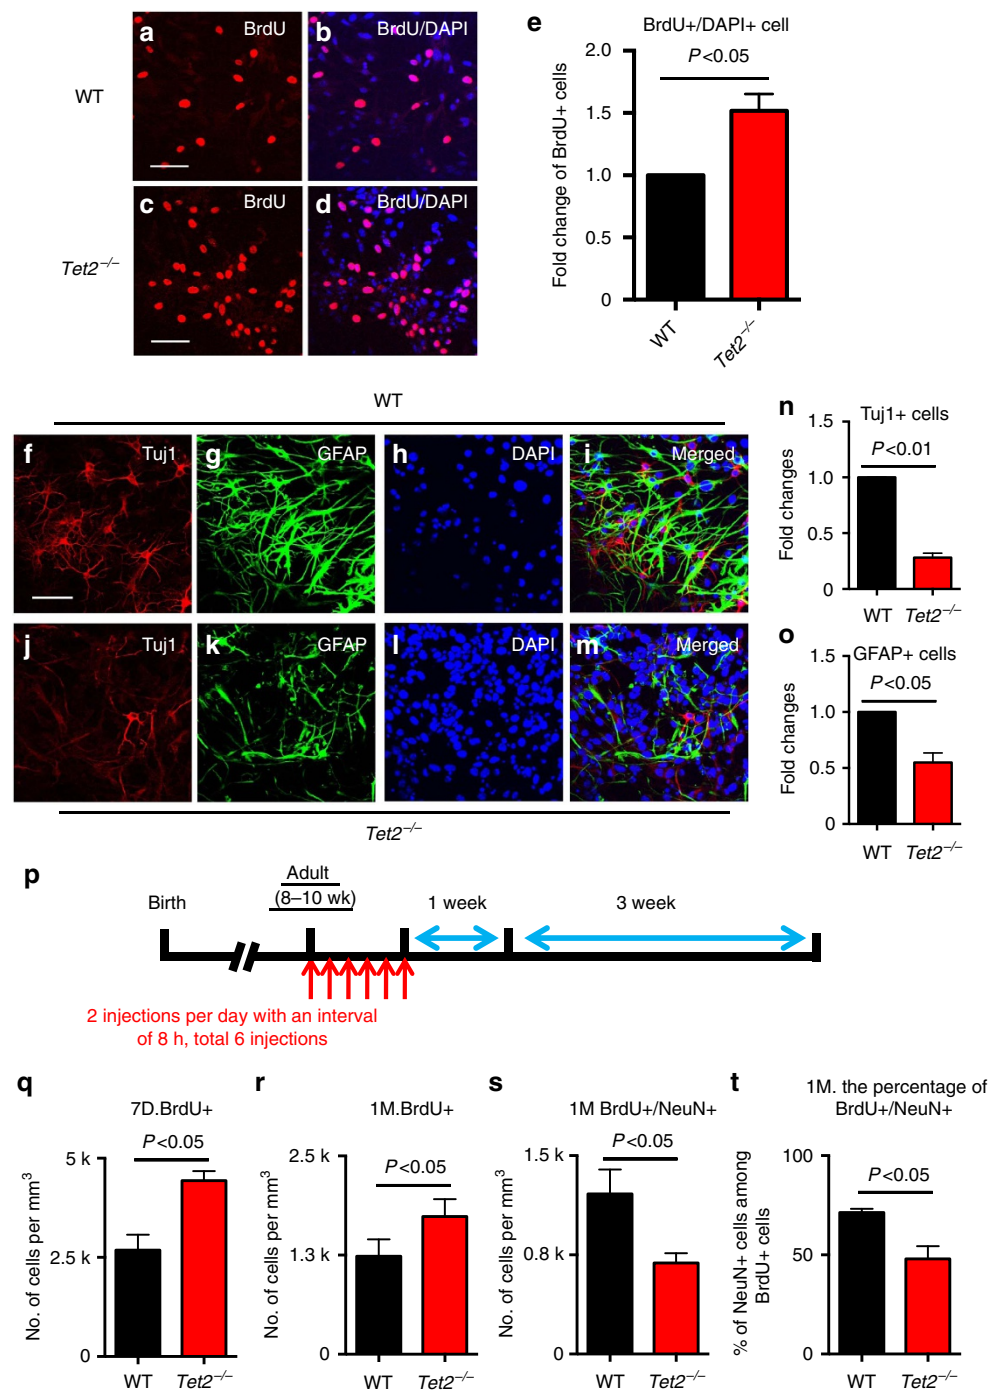 a BrdU
b BrdU/DAPI
WT
c BrdU
d BrdU/DAPI
Tet2–/–
e
BrdU+/DAPI+ cell
P<0.05
Fold change of BrdU+ cells
2.0
1.5
1.0
0.5
0
WT
Tet2–/–
WT
f Tuj1
g GFAP
h DAPI
i Merged
j Tuj1
k GFAP
l DAPI
m Merged
Tet2–/–
n
Tuj1+ cells
P<0.01
Fold changes
1.5
1.0
0.5
0
WT Tet2–/–
o
GFAP+ cells
P<0.05
Fold changes
1.5
1.0
0.5
0
WT Tet2–/–
p
Birth
Adult
(8–10 wk)
1 week
3 week
2 injections per day with an interval
of 8 h, total 6 injections
q
7D.BrdU+
P<0.05
No. of cells per mm3
5 k
2.5 k
0
WT Tet2–/–
r
1M.BrdU+
P<0.05
No. of cells per mm3
2.5 k
1.3 k
0
WT Tet2–/–
s
1M BrdU+/NeuN+
P<0.05
No. of cells per mm3
1.5 k
0.8 k
0
WT Tet2–/–
t
1M. the percentage of
BrdU+/NeuN+
P<0.05
% of NeuN+ cells among
BrdU+ cells
100
50
0
WT Tet2–/–